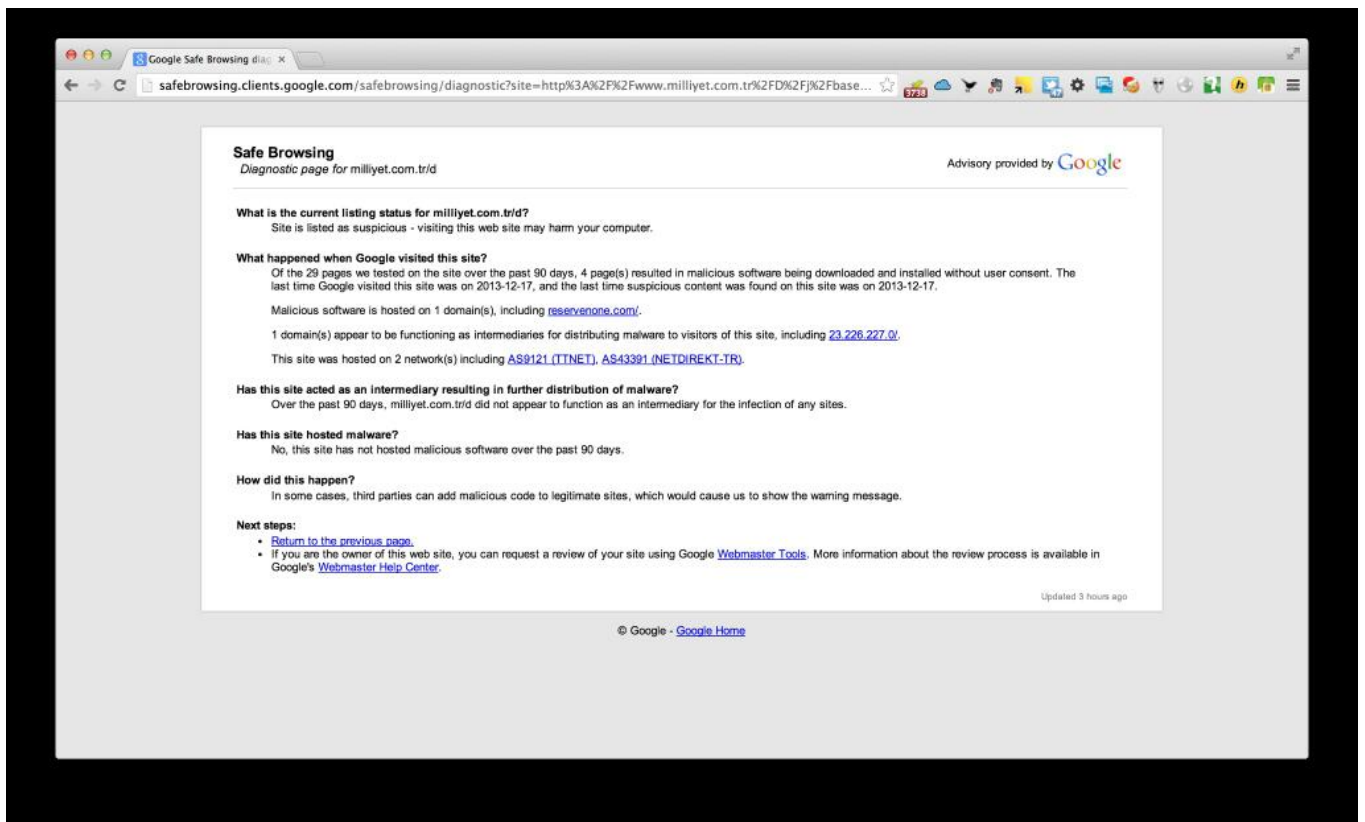 Google Safe Browsing diag
safebrowsing.clients.google.com/safebrowsing/diagnostic?site=http%3A%2F%2Fwww.milliyet.com.tr%2FD%2Fj%2Fbase...
Safe Browsing
Diagnostic page for milliyet.com.tr/d
Advisory provided by Google
What is the current listing status for milliyet.com.tr/d?
Site is listed as suspicious - visiting this web site may harm your computer.
What happened when Google visited this site?
Of the 29 pages we tested on the site over the past 90 days, 4 page(s) resulted in malicious software being downloaded and installed without user consent. The
last time Google visited this site was on 2013-12-17, and the last time suspicious content was found on this site was on 2013-12-17.
Malicious software is hosted on 1 domain(s), including reservenone.com/.
1 domain(s) appear to be functioning as intermediaries for distributing malware to visitors of this site, including 23.226.227.0/.
This site was hosted on 2 network(s) including AS9121 (TTNET), AS43391 (NETDIREKT-TR).
Has this site acted as an intermediary resulting in further distribution of malware?
Over the past 90 days, milliyet.com.tr/d did not appear to function as an intermediary for the infection of any sites.
Has this site hosted malware?
No, this site has not hosted malicious software over the past 90 days.
How did this happen?
In some cases, third parties can add malicious code to legitimate sites, which would cause us to show the warning message.
Next steps:
• Return to the previous page.
• If you are the owner of this web site, you can request a review of your site using Google Webmaster Tools. More information about the review process is available in
Google's Webmaster Help Center.
Updated 3 hours ago
© Google - Google Home